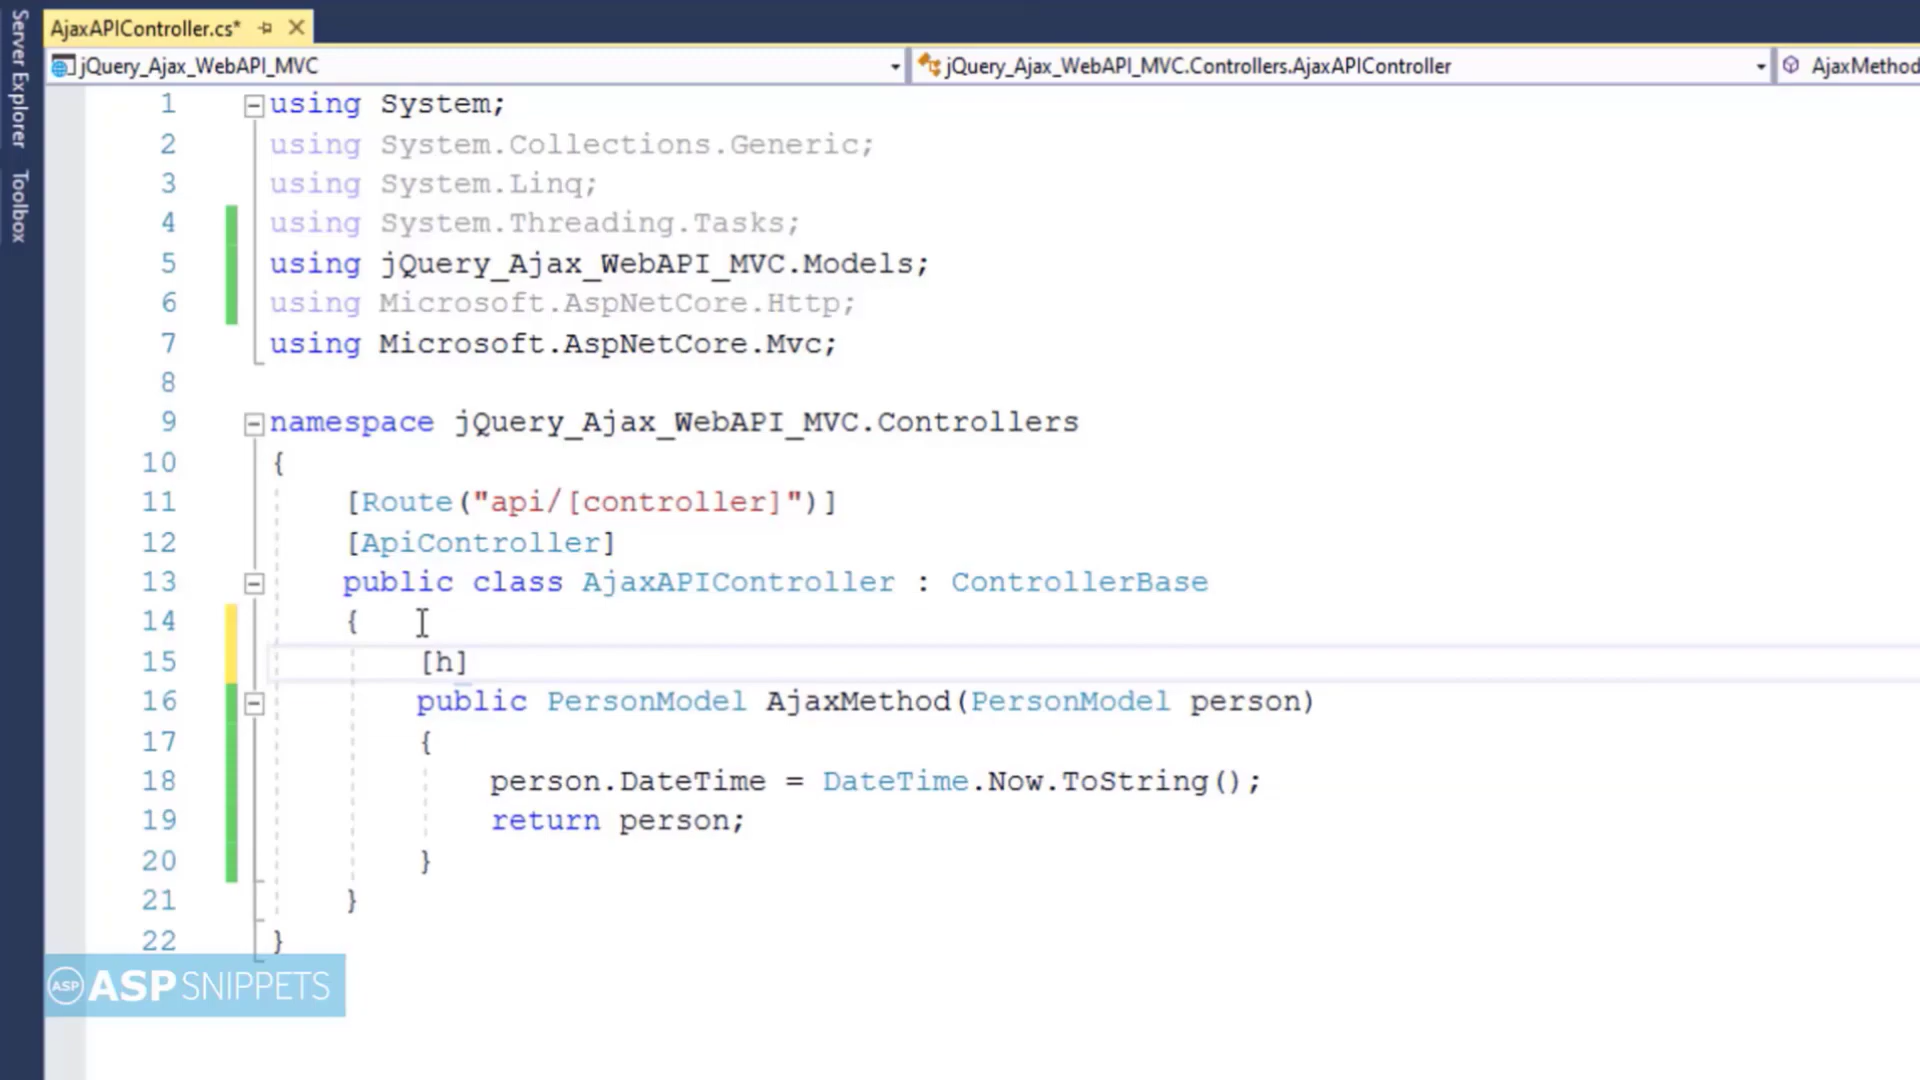 Server Explorer
Toolbox
AjaxAPIController.cs*
jQuery_Ajax_WebAPI_MVC
jQuery_Ajax_WebAPI_MVC.Controllers.AjaxAPIController
AjaxMethod
1 using System;
2 using System.Collections.Generic;
3 using System.Linq;
4 using System.Threading.Tasks;
5 using jQuery_Ajax_WebAPI_MVC.Models;
6 using Microsoft.AspNetCore.Http;
7 using Microsoft.AspNetCore.Mvc;
8
9 namespace jQuery_Ajax_WebAPI_MVC.Controllers
10 {
11 [Route("api/[controller]")]
12 [ApiController]
13 public class AjaxAPIController : ControllerBase
14 {
15 [h]
16 public PersonModel AjaxMethod(PersonModel person)
17 {
18 person.DateTime = DateTime.Now.ToString();
19 return person;
20 }
21 }
22 }
ASP ASPSNIPPETS